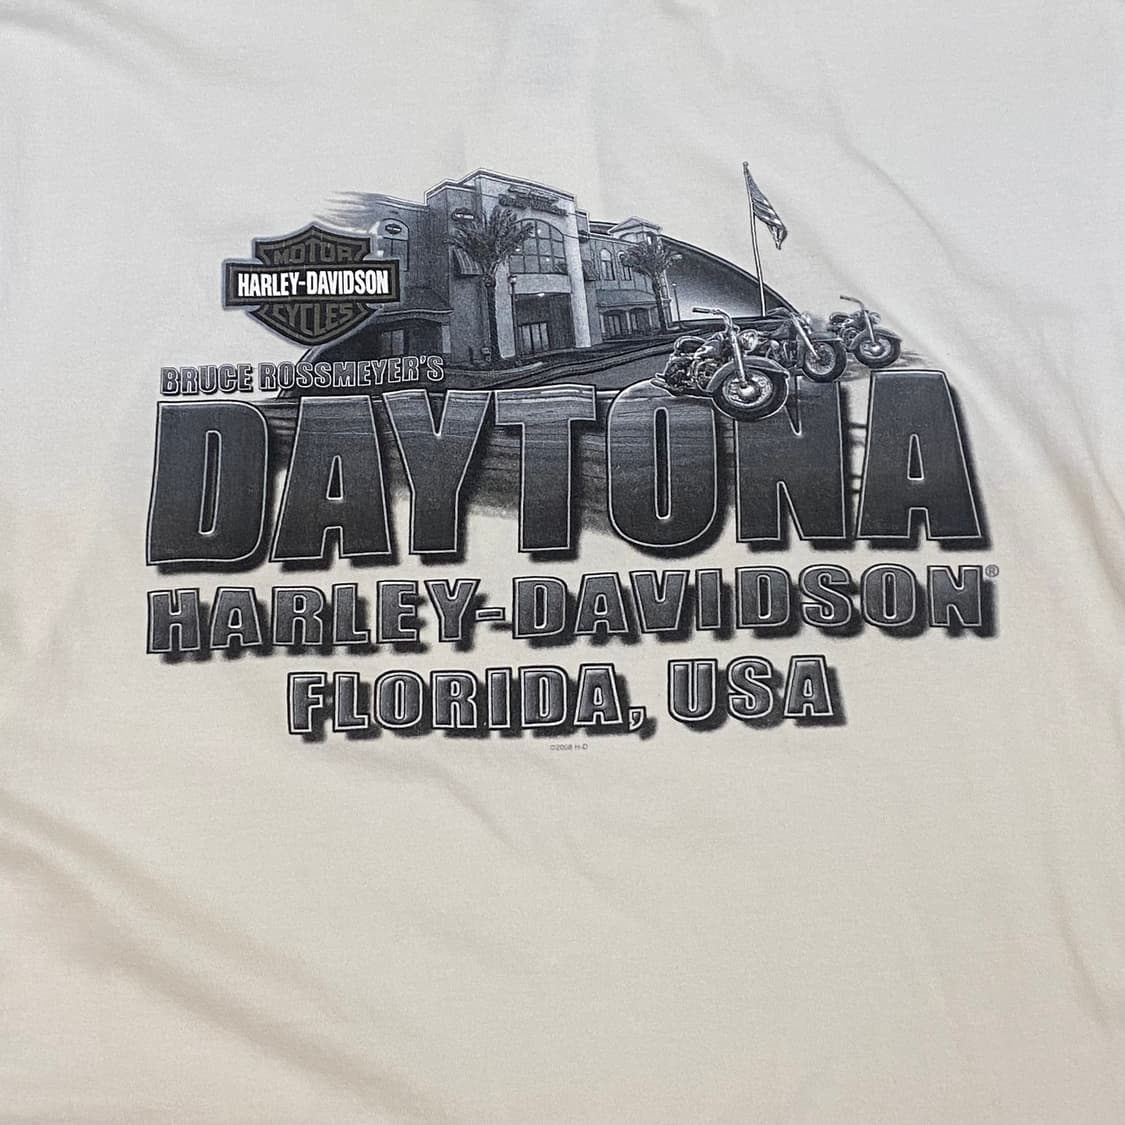 MOTOR
HARLEY-DAVIDSON
CYCLES
BRUCE ROSSMEYER'S
DAYTONA
HARLEY-DAVIDSON®
FLORIDA, USA
©2008 H-D